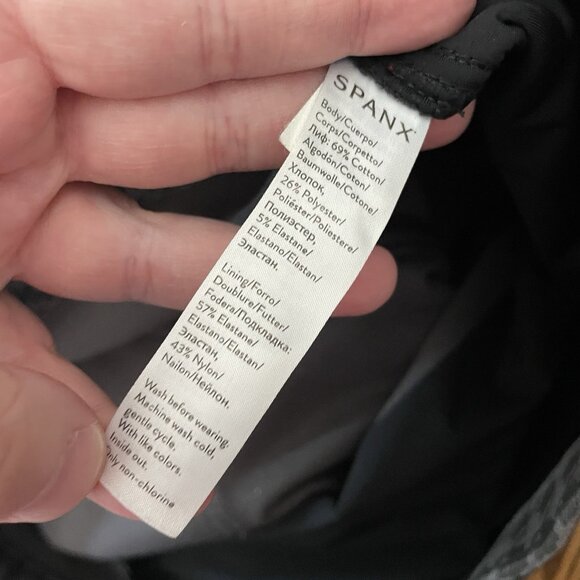 SPANX
Body/Cuerpo/
Corps/Corpetto/
Лиф: 69% Cotton/
Algodón/Coton/
Baumwolle/Cotone/
Хлопок,
26% Polyester/
Poliéster/Poliestere/
Полиэстер,
5% Elastane/
Elastano/Elastan/
Эластан.
Lining/Forro/
Doublure/Futter/
Fodera/Подкладка:
57% Elastane/
Elastano/Elastan/
Эластан,
43% Nylon/
Nailon/Нейлон.
Wash before wearing.
Machine wash cold,
gentle cycle.
With like colors.
Inside out.
Only non-chlorine